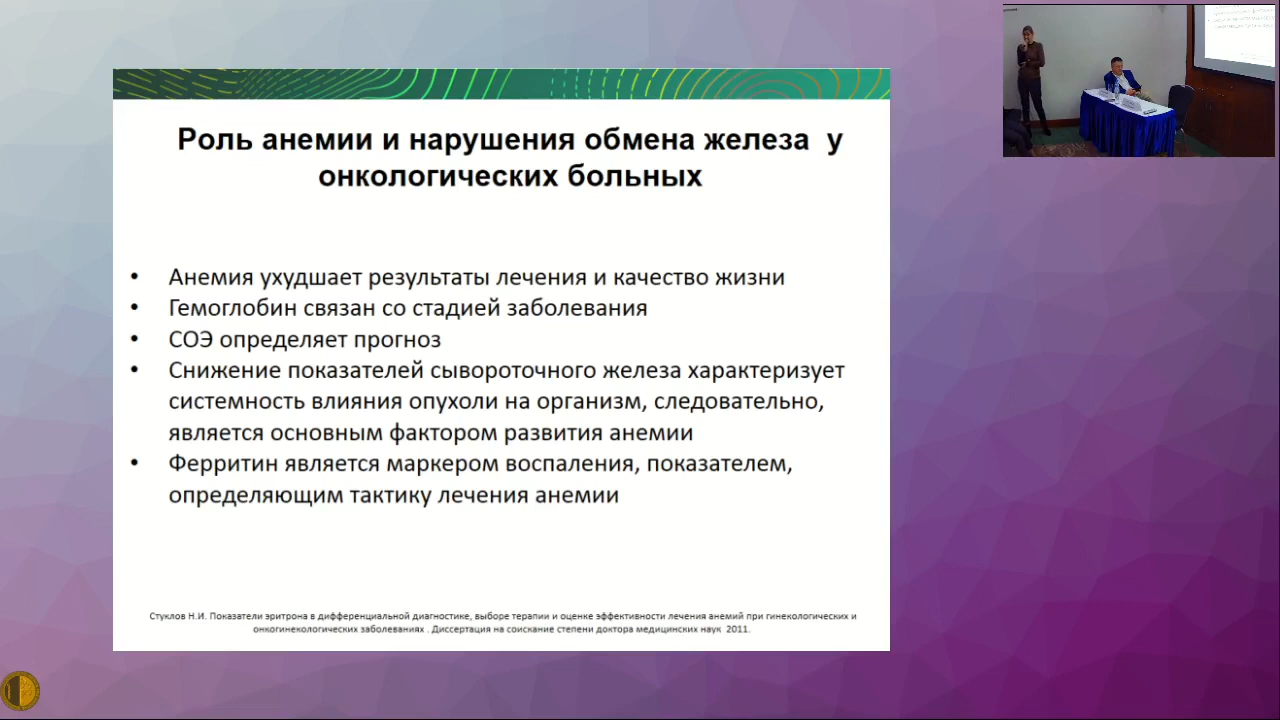 Роль анемии и нарушения обмена железа у
онкологических больных
• Анемия ухудшает результаты лечения и качество жизни
• Гемоглобин связан со стадией заболевания
• СОЭ определяет прогноз
• Снижение показателей сывороточного железа характеризует
системность влияния опухоли на организм, следовательно,
является основным фактором развития анемии
• Ферритин является маркером воспаления, показателем,
определяющим тактику лечения анемии
Стуклов Н.И. Показатели эритрона в дифференциальной диагностике, выборе терапии и оценке эффективности лечения анемий при гинекологических и
онкогинекологических заболеваниях . Диссертация на соискание степени доктора медицинских наук 2011.